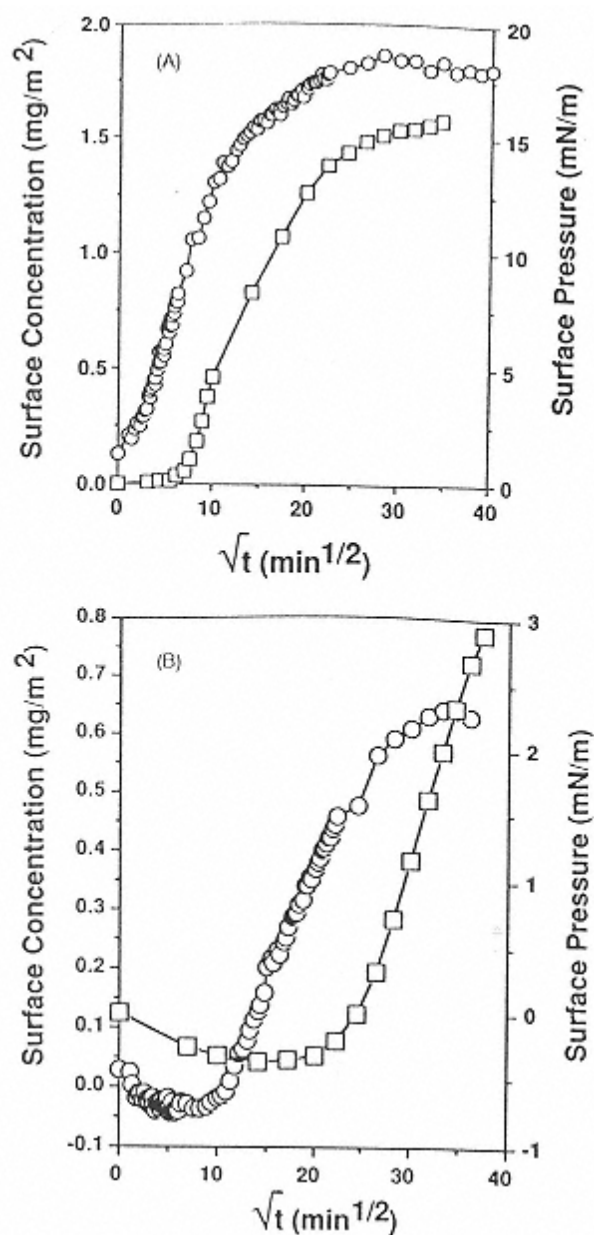 (A)
Surface Concentration (mg/m²)
2.0
1.5
1.0
0.5
0.0
Surface Pressure (mN/m)
20
15
10
5
0
0 10 20 30 40
√t (min1/2)
(B)
Surface Concentration (mg/m²)
0.8
0.7
0.6
0.5
0.4
0.3
0.2
0.1
0.0
-0.1
Surface Pressure (mN/m)
3
2
1
0
-1
0 10 20 30 40
√t (min1/2)